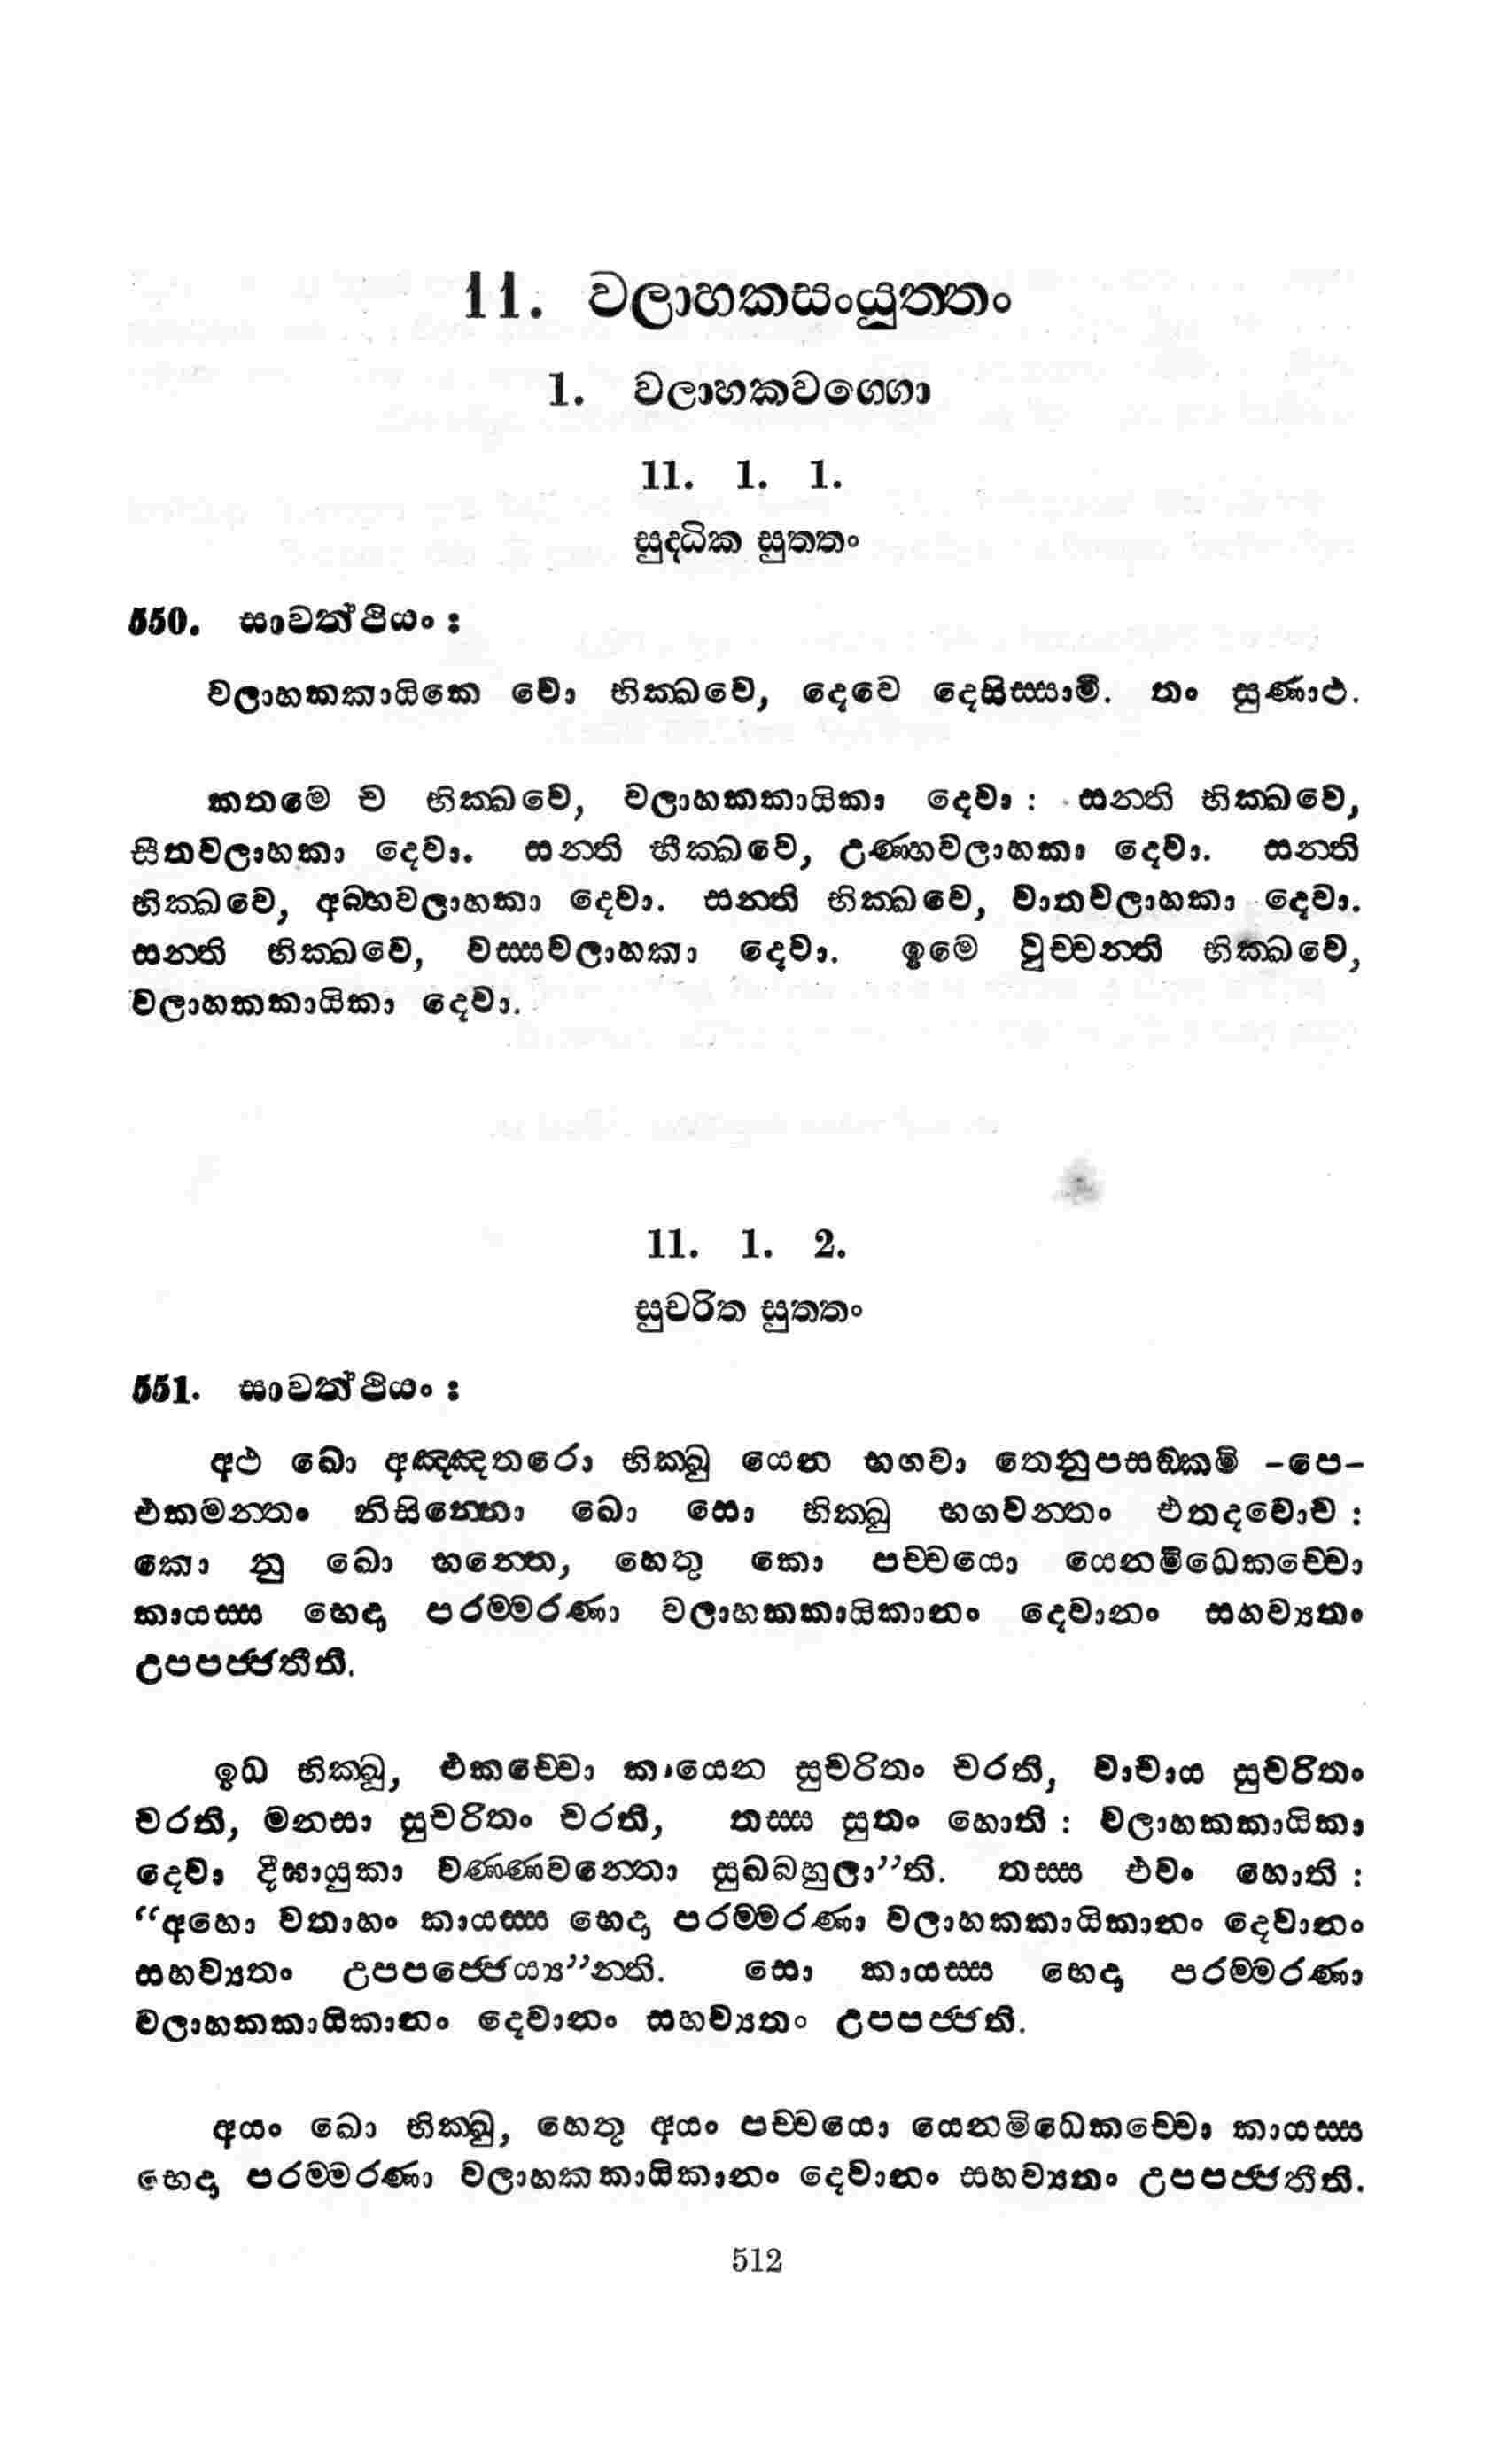 11. වලාහකසංයුත්තං
1. වලාහකවග්ගො
11. 1. 1.
සුද්ධික සුත්තං
550. සාවත්ථියං :
වලාහකකායිකෙ වො භික්ඛවෙ, දෙවෙ දෙසිස්සාමි. තං සුණාථ.
කතමෙ ච භික්ඛවෙ, වලාහකකායිකා දෙවා : සන්ති භික්ඛවෙ,
සීතවලාහකා දෙවා. සන්ති භීක්ඛවෙ, උණ්හවලාහකා දෙවා. සන්ති
භික්ඛවෙ, අබ්භවලාහකා දෙවා. සන්ති භික්ඛවෙ, වාතවලාහකා දෙවා.
සන්ති භික්ඛවෙ, වස්සවලාහකා දෙවා. ඉමෙ වුච්චන්ති භික්ඛවෙ,
වලාහකකායිකා දෙවා.
11. 1. 2.
සුචරිත සුත්තං
551. සාවත්ථියං :
අථ ඛො අඤ්ඤතරො භික්ඛු යෙන භගවා තෙනුපසඞ්කමි -පෙ-
එකමන්තං නිසින්නො ඛො සො භික්ඛු භගවන්තං එතදවොච :
කො නු ඛො භන්තෙ, හෙතු කො පච්චයො යෙනමිධෙකච්චො
කායස්ස භෙදා පරම්මරණා වලාහකකායිකානං දෙවානං සහව්‍යතං
උපපජ්ජතීති.
ඉධ භික්ඛු, එකච්චො කායෙන සුචරිතං චරති, වාචාය සුචරිතං
චරති, මනසා සුචරිතං චරති, තස්ස සුතං හොති : වලාහකකායිකා
දෙවා දීඝායුකා වණ්ණවන්තො සුඛබහුලා”ති. තස්ස එවං හොති :
“අහො වතාහං කායස්ස භෙදා පරම්මරණා වලාහකකායිකානං දෙවානං
සහව්‍යතං උපපජ්ජෙය්‍ය”න්ති. සො කායස්ස භෙදා පරම්මරණා
වලාහකකායිකානං දෙවානං සහව්‍යතං උපපජ්ජති.
අයං ඛො භික්ඛු, හෙතු අයං පච්චයො යෙනමිධෙකච්චො කායස්ස
භෙදා පරම්මරණා වලාහකකායිකානං දෙවානං සහව්‍යතං උපපජ්ජතීති.
512